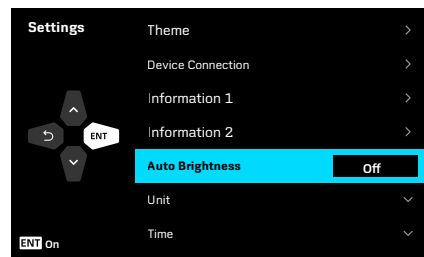 Settings
Theme
Device Connection
Information 1
Information 2
ENT
Auto Brightness Off
Unit
Time
ENT On